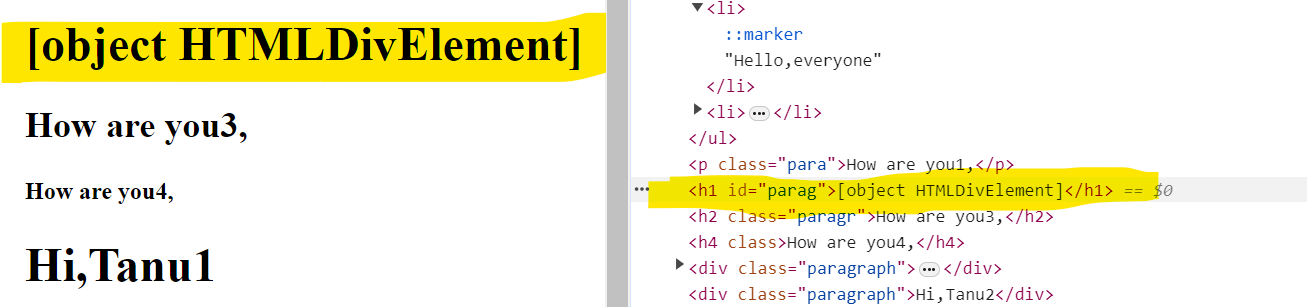 [object HTMLDivElement]
How are you3,
How are you4,
Hi,Tanu1
▼<li>
::marker
"Hello,everyone"
</li>
▶<li>…</li>
</ul>
<p class="para">How are you1,</p>
… <h1 id="parag">[object HTMLDivElement]</h1> == $0
<h2 class="paragr">How are you3,</h2>
<h4 class>How are you4,</h4>
▶<div class="paragraph">…</div>
<div class="paragraph">Hi,Tanu2</div>